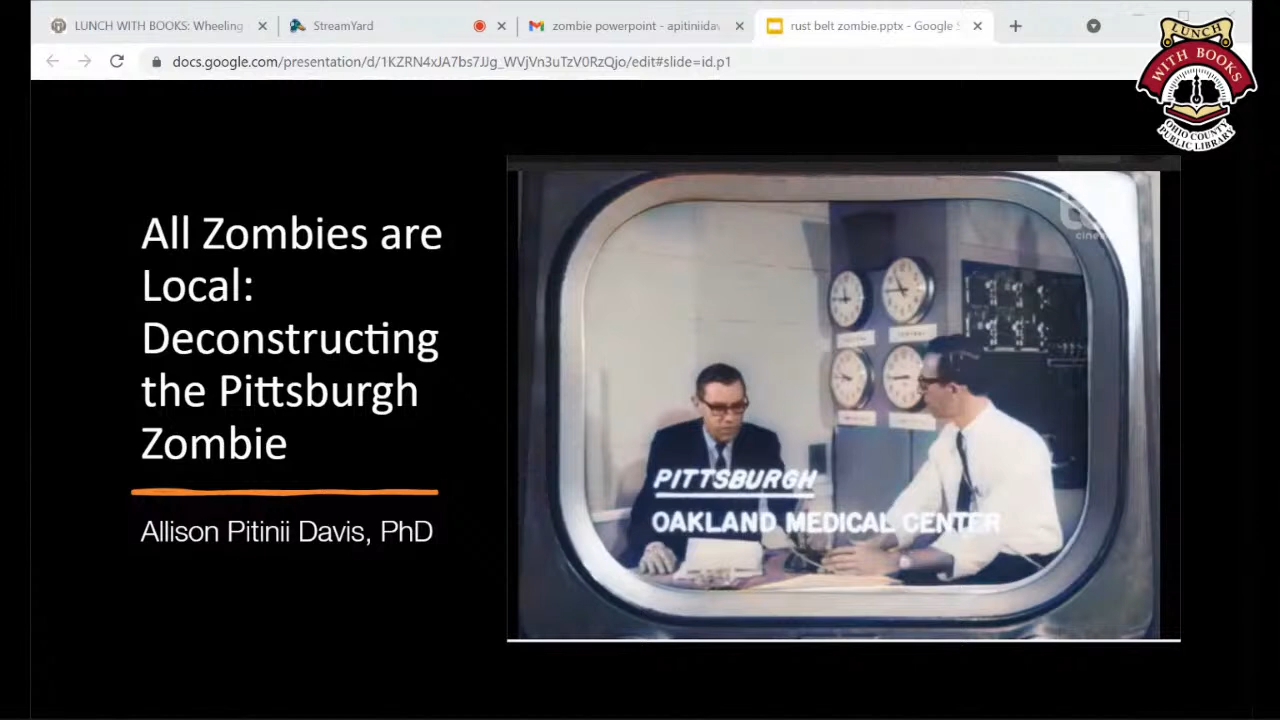 LUNCH WITH BOOKS: Wheeling
StreamYard
zombie powerpoint - apitiniidav
rust belt zombie.pptx - Google S
docs.google.com/presentation/d/1KZRN4xJA7bs7JJg_WVjVn3uTzV0RzQjo/edit#slide=id.p1
LUNCH
WITH BOOKS
OHIO COUNTY
PUBLIC LIBRARY
All Zombies are
Local:
Deconstructing
the Pittsburgh
Zombie
Allison Pitinii Davis, PhD
PITTSBURGH
OAKLAND MEDICAL CENTER